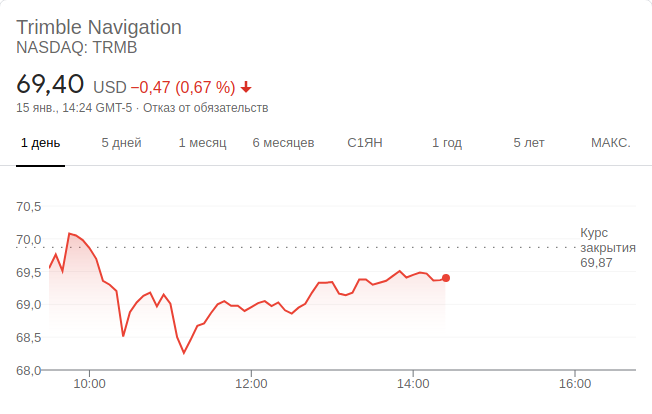 Trimble Navigation
NASDAQ: TRMB
69,40 USD −0,47 (0,67 %)
15 янв., 14:24 GMT-5 · Отказ от обязательств
1 день 5 дней 1 месяц 6 месяцев С1ЯН 1 год 5 лет МАКС.
70,5
70,0
69,5
69,0
68,5
68,0
Курс
закрытия
69,87
10:00 12:00 14:00 16:00